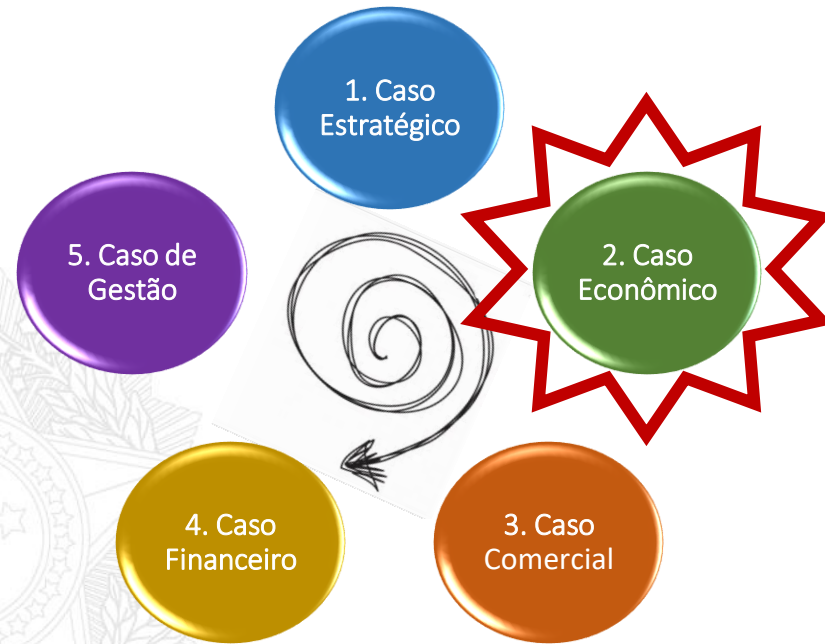 1. Caso
Estratégico
2. Caso
Econômico
3. Caso
Comercial
4. Caso
Financeiro
5. Caso de
Gestão